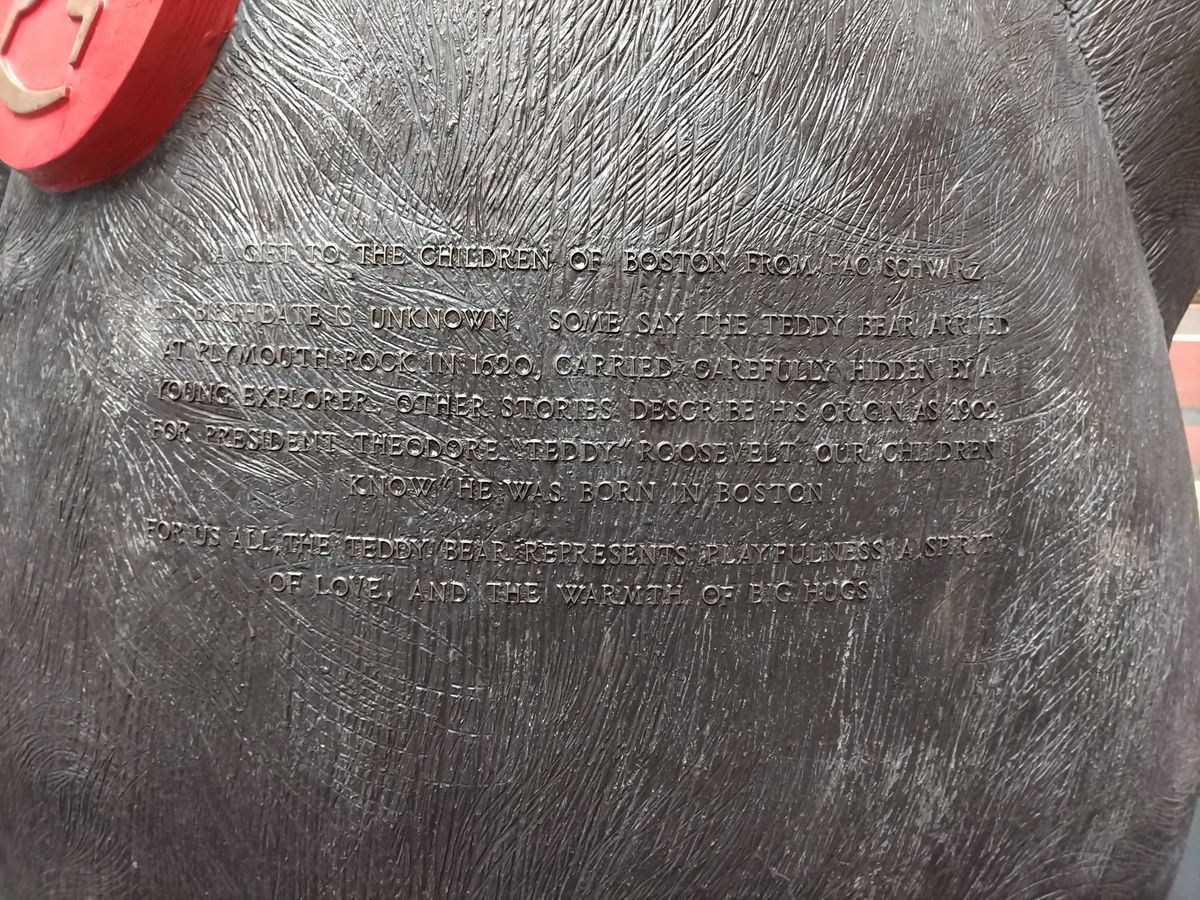 A GIFT TO THE CHILDREN OF BOSTON FROM FAO SCHWARZ
HIS BIRTHDATE IS UNKNOWN. SOME SAY THE TEDDY BEAR ARRIVED
AT PLYMOUTH ROCK IN 1620, CARRIED CAREFULLY HIDDEN BY A
YOUNG EXPLORER. OTHER STORIES DESCRIBE HIS ORIGIN AS 1902
FOR PRESIDENT THEODORE "TEDDY" ROOSEVELT. OUR CHILDREN
KNOW HE WAS BORN IN BOSTON
FOR US ALL, THE TEDDY BEAR REPRESENTS PLAYFULNESS A SPIRIT
OF LOVE, AND THE WARMTH OF BIG HUGS